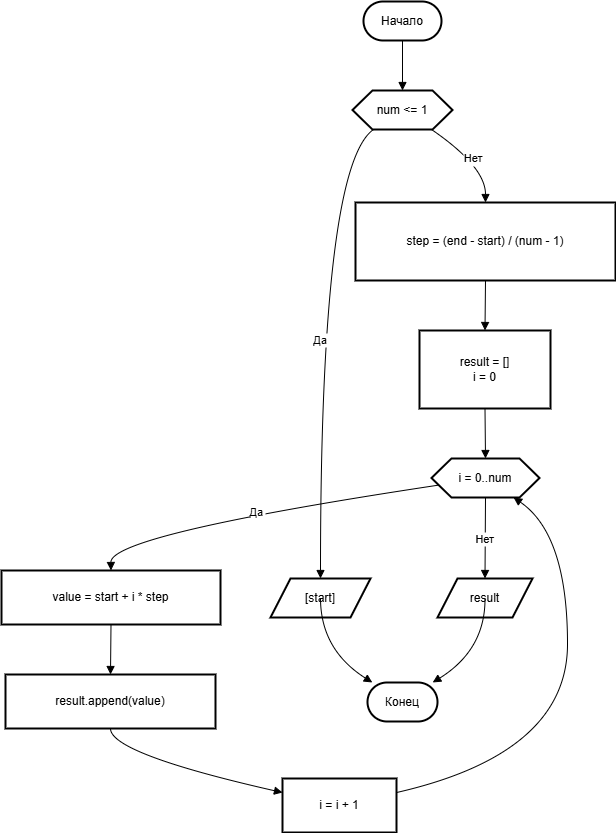 Начало
num <= 1
Нет
step = (end - start) / (num - 1)
Да
result = []
i = 0
i = 0..num
Да
Нет
value = start + i * step
[start]
result
result.append(value)
Конец
i = i + 1